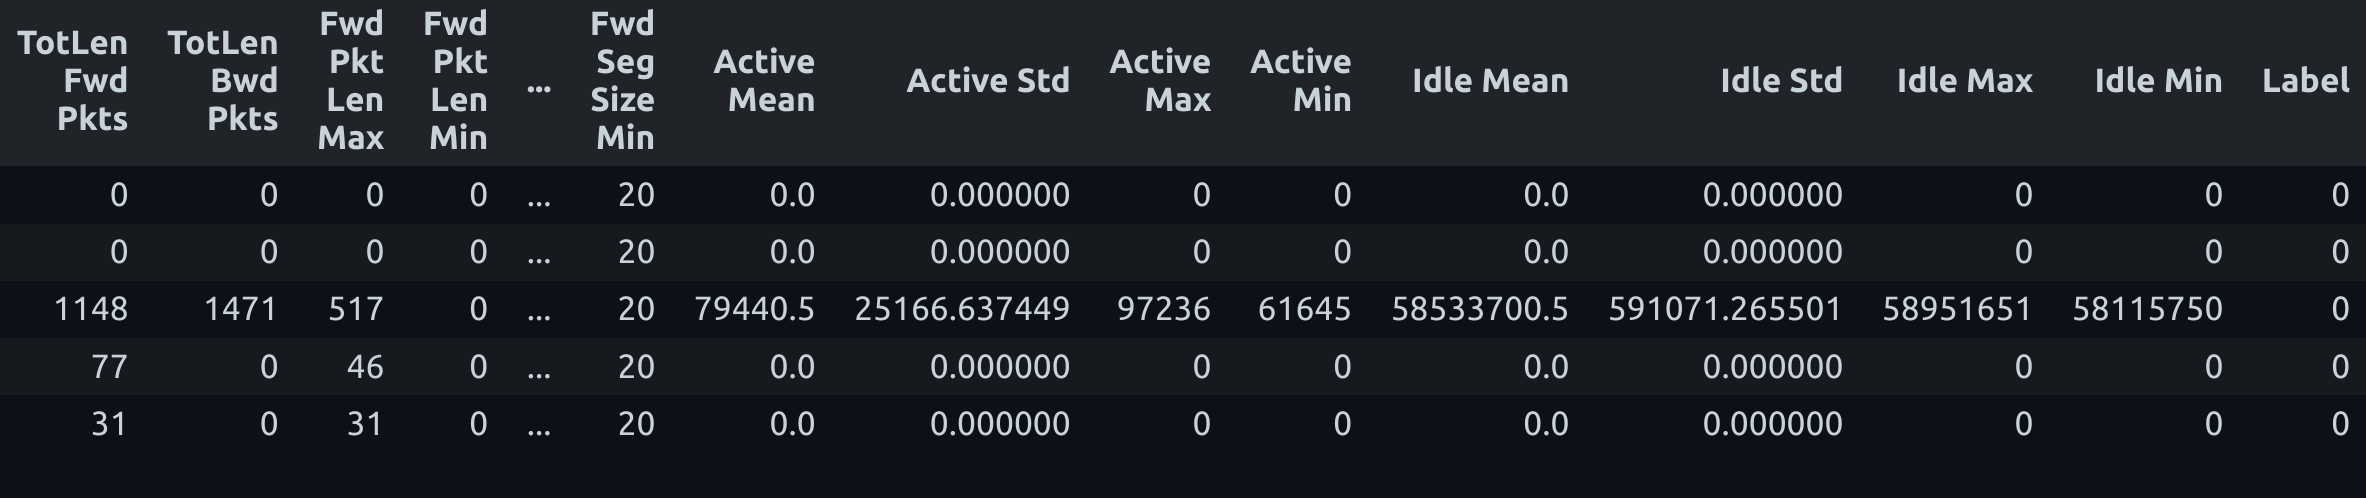 TotLen Fwd Pkts TotLen Bwd Pkts Fwd Pkt Len Max Fwd Pkt Len Min ... Fwd Seg Size Min Active Mean Active Std Active Max Active Min Idle Mean Idle Std Idle Max Idle Min Label
0 0 0 0 ... 20 0.0 0.000000 0 0 0.0 0.000000 0 0 0
0 0 0 0 ... 20 0.0 0.000000 0 0 0.0 0.000000 0 0 0
1148 1471 517 0 ... 20 79440.5 25166.637449 97236 61645 58533700.5 591071.265501 58951651 58115750 0
77 0 46 0 ... 20 0.0 0.000000 0 0 0.0 0.000000 0 0 0
31 0 31 0 ... 20 0.0 0.000000 0 0 0.0 0.000000 0 0 0